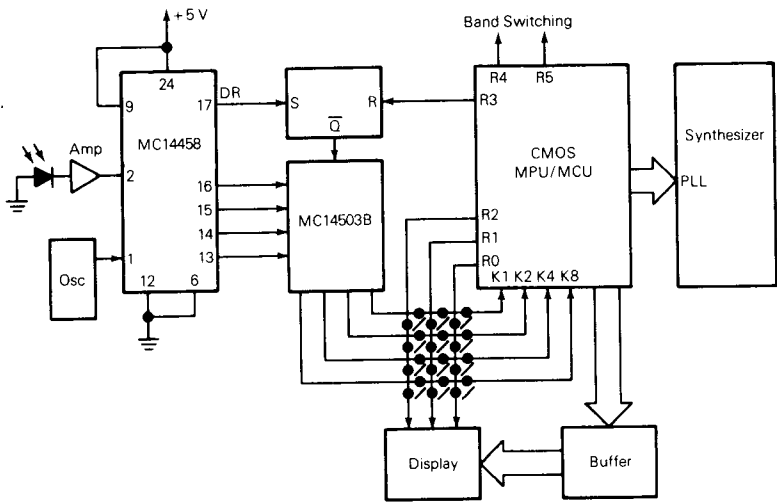 +5 V
Band Switching
24
9
17
DR
MC14458
Amp
2
16
15
14
13
1
Osc
12
6
S
R
Q̅
MC14503B
R4
R5
R3
CMOS
MPU/MCU
R2
R1
R0
K1 K2 K4 K8
Synthesizer
PLL
Display
Buffer